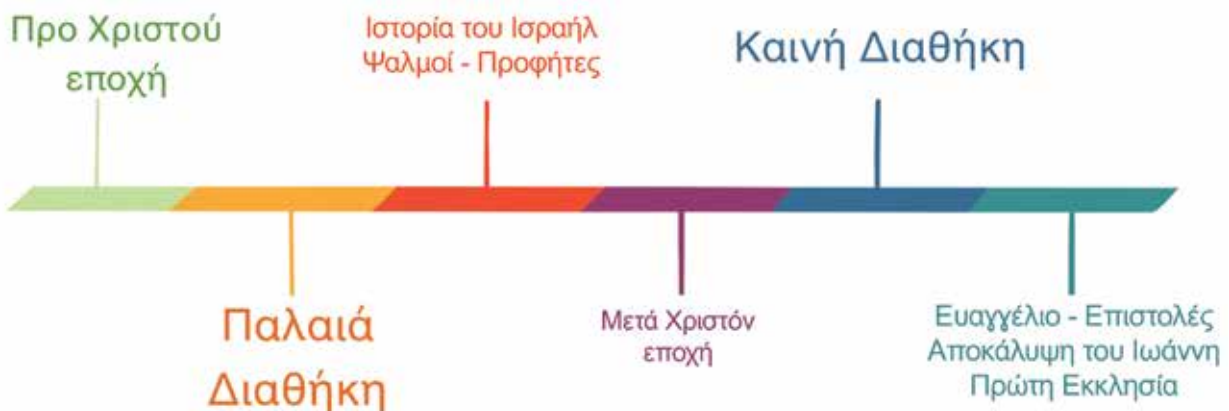 Προ Χριστού
εποχή
Παλαιά
Διαθήκη
Ιστορία του Ισραήλ
Ψαλμοί - Προφήτες
Μετά Χριστόν
εποχή
Καινή Διαθήκη
Ευαγγέλιο - Επιστολές
Αποκάλυψη του Ιωάννη
Πρώτη Εκκλησία